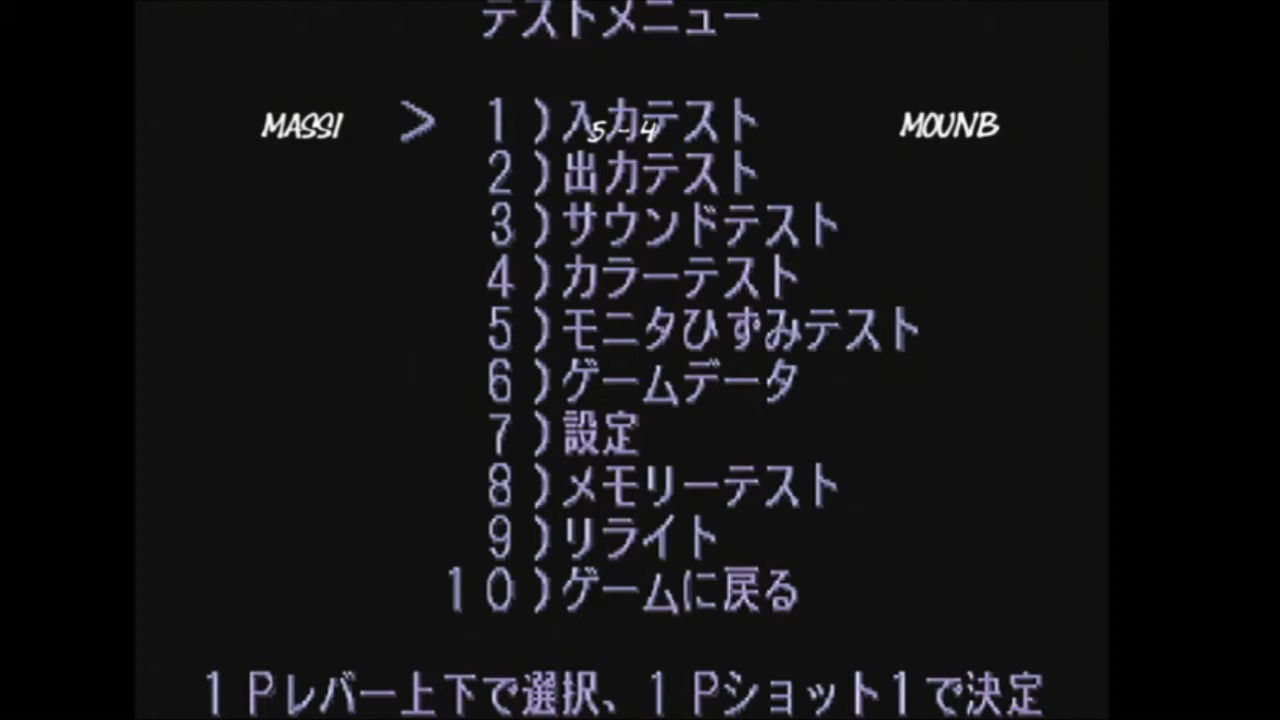 テストメニュー
MASSI > 1)入力テスト MOUNB
5 - 4
2)出力テスト
3)サウンドテスト
4)カラーテスト
5)モニタひずみテスト
6)ゲームデータ
7)設定
8)メモリーテスト
9)リライト
10)ゲームに戻る
1Pレバー上下で選択、1Pショット1で決定